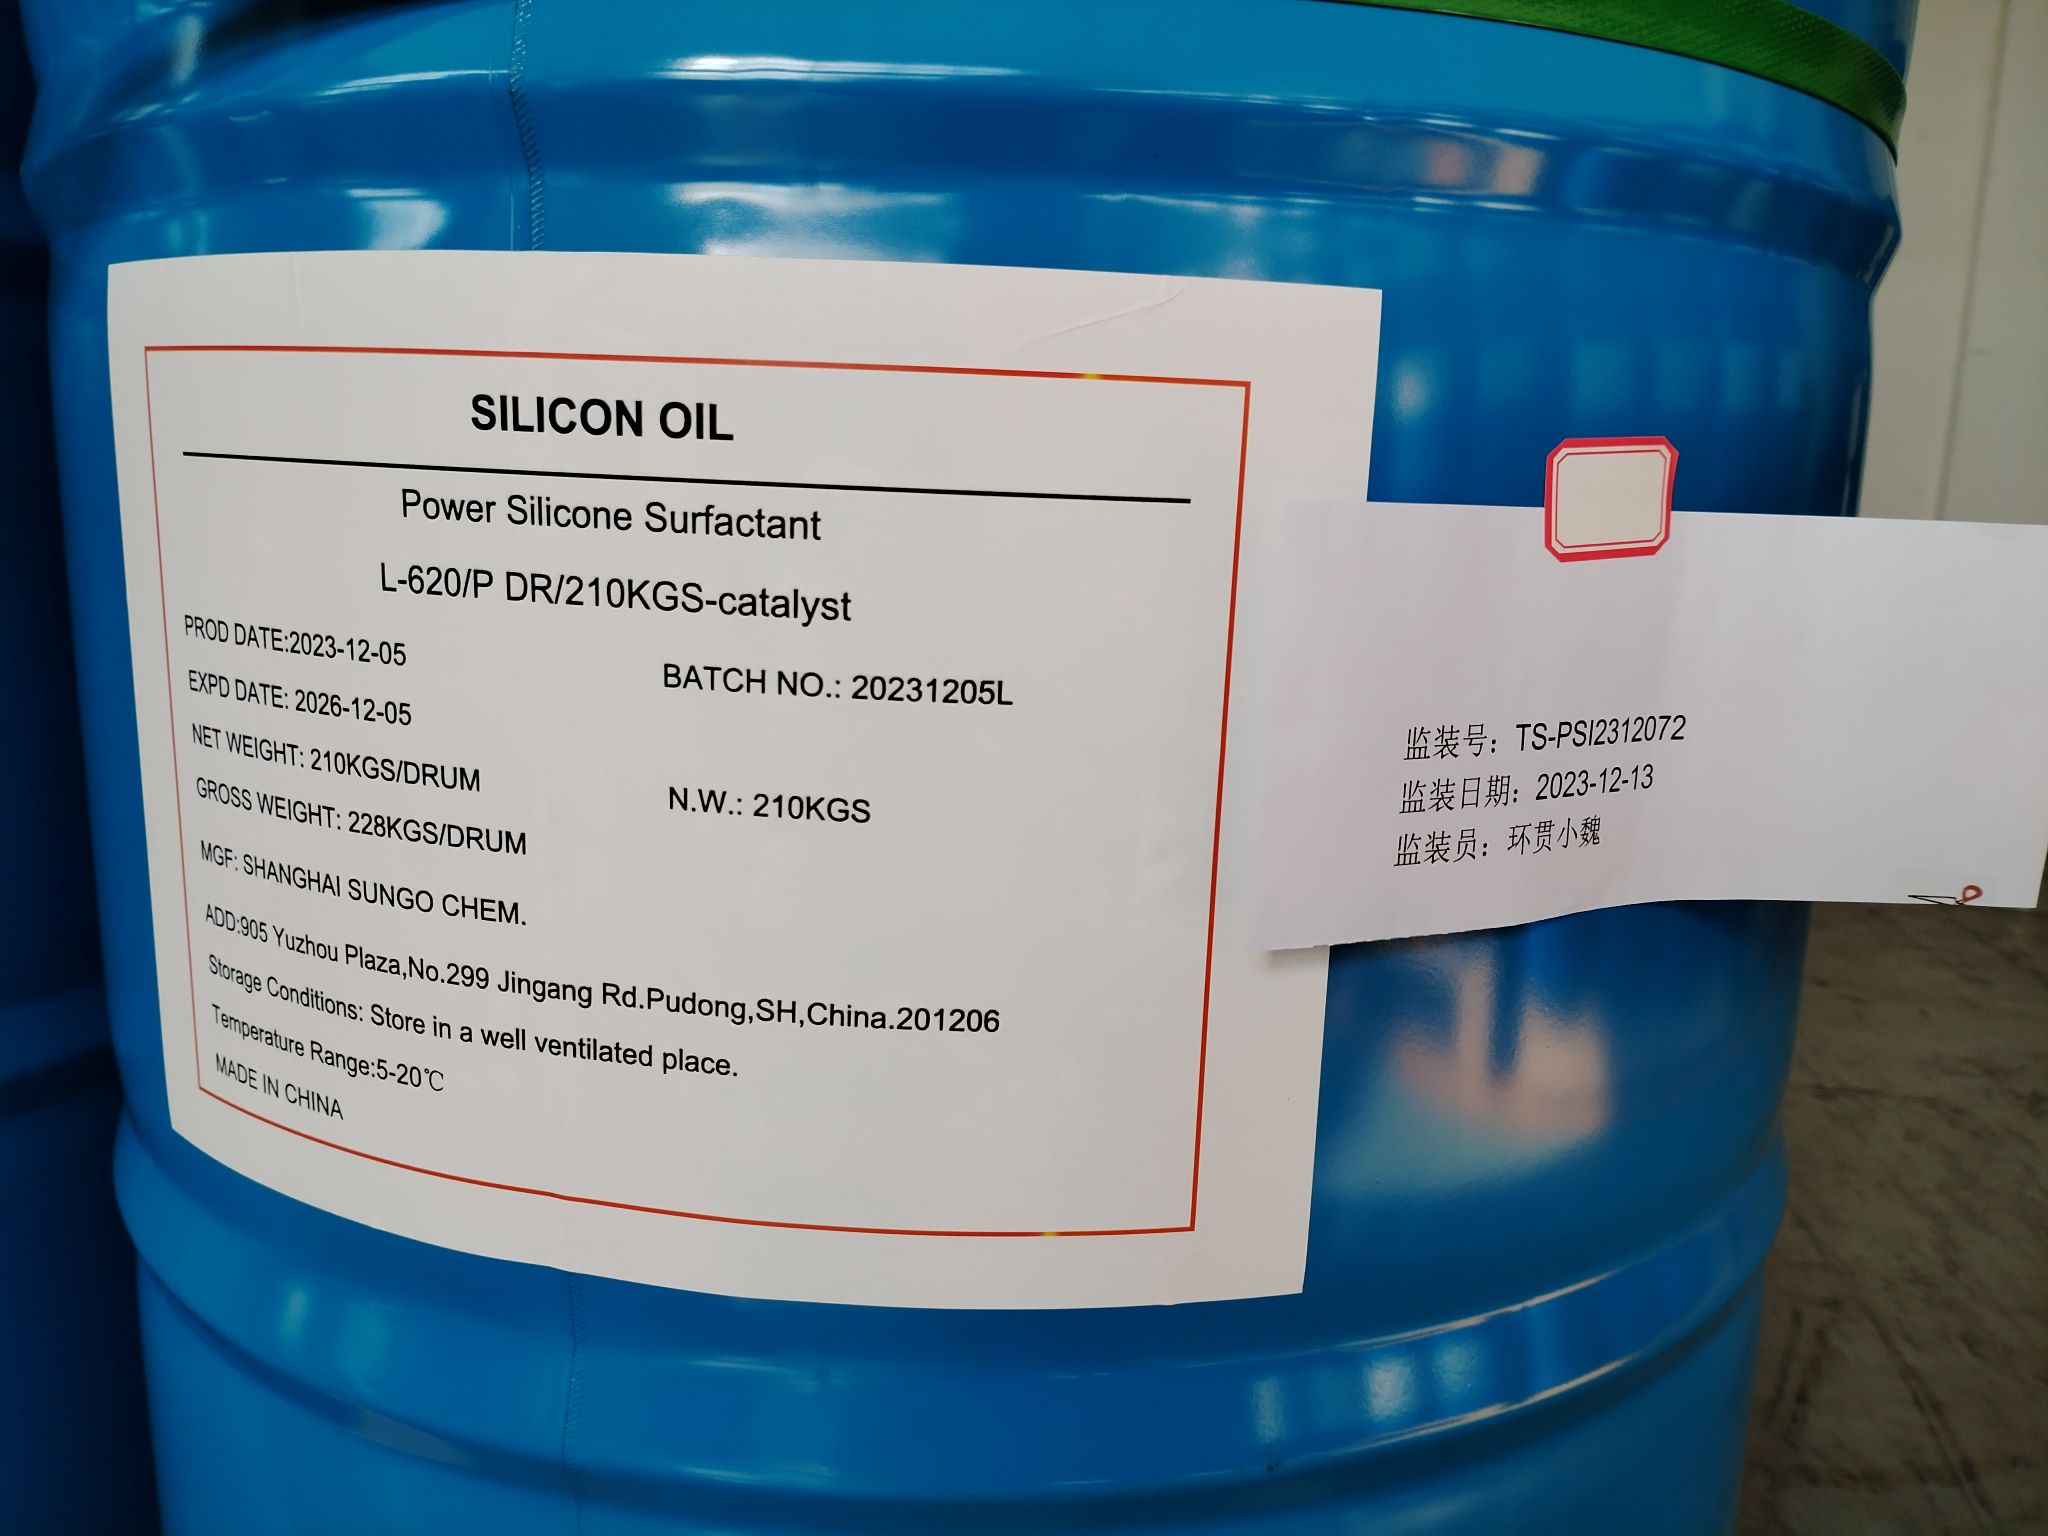 SILICON OIL
Power Silicone Surfactant
L-620/P DR/210KGS-catalyst
PROD DATE:2023-12-05
BATCH NO.: 20231205L
EXPD DATE: 2026-12-05
NET WEIGHT: 210KGS/DRUM
N.W.: 210KGS
GROSS WEIGHT: 228KGS/DRUM
MGF: SHANGHAI SUNGO CHEM.
ADD:905 Yuzhou Plaza,No.299 Jingang Rd.Pudong,SH,China.201206
Storage Conditions: Store in a well ventilated place.
Temperature Range:5-20℃
MADE IN CHINA
监装号：TS-PSI2312072
监装日期：2023-12-13
监装员：环贯小魏